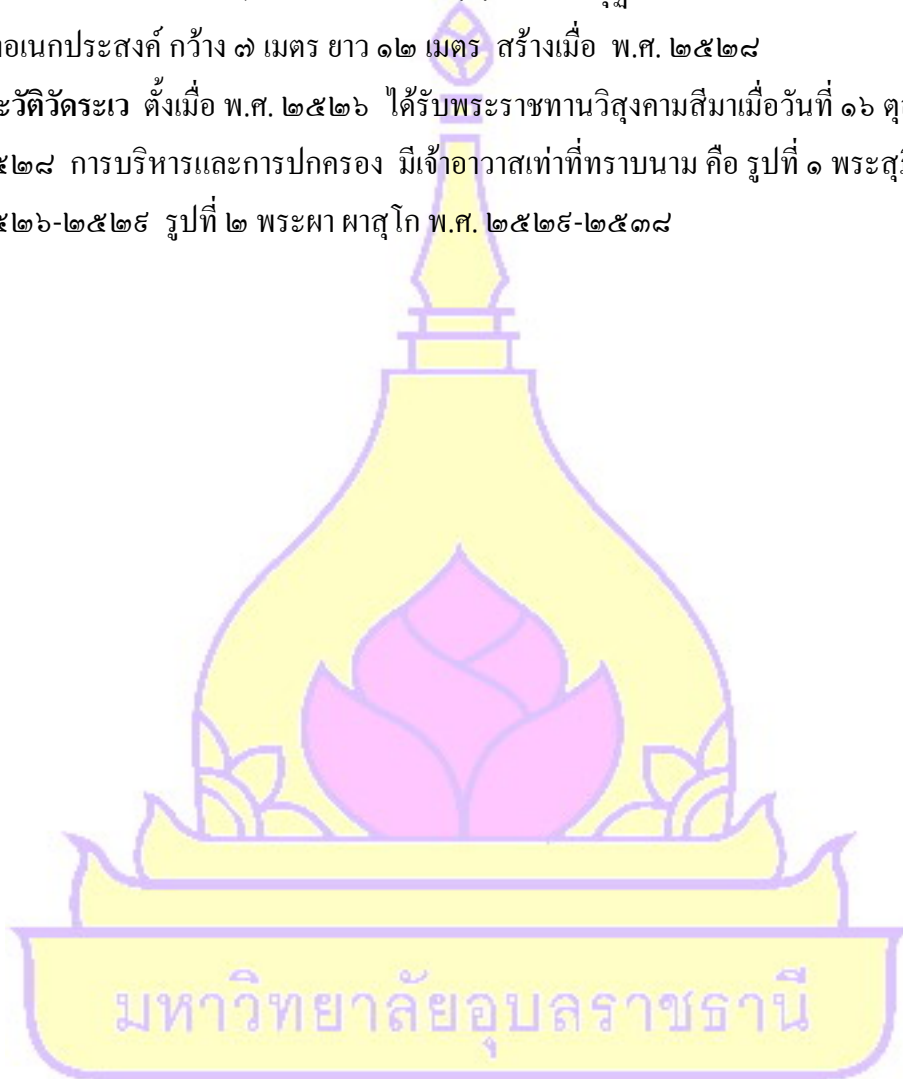 อเนกประสงค์ กว้าง ๗ เมตร ยาว ๑๒ เมตร สร้างเมื่อ พ.ศ. ๒๕๒๘
ะวัติวัดระเว ตั้งเมื่อ พ.ศ. ๒๕๒๖ ได้รับพระราชทานวิสุงคามสีมาเมื่อวันที่ ๑๖ ตุ
๕๒๘ การบริหารและการปกครอง มีเจ้าอาวาสเท่าที่ทราบนาม คือ รูปที่ ๑ พระสุ
๕๒๖-๒๕๒๙ รูปที่ ๒ พระผา ผาสุโก พ.ศ. ๒๕๒๙-๒๕๓๘
มหาวิทยาลัยอุบลราชธานี